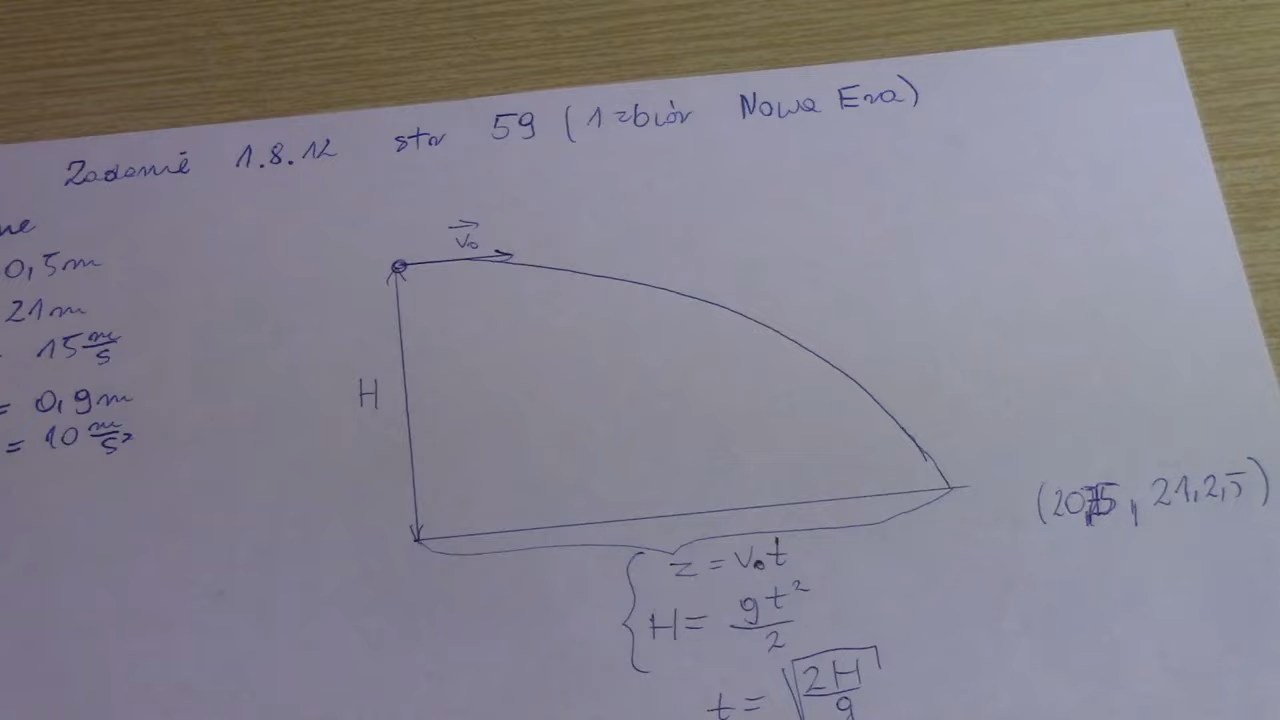 Zadanie 1.8.12 str 59 (1 zbiór Nowa Era)
ne
0,5m
21m
15 m/s
= 0,9m
= 10 m/s²
v₀
H
(20,75, 21,2,5)
z = v₀t
H = gt²/2
t = √(2H/g)